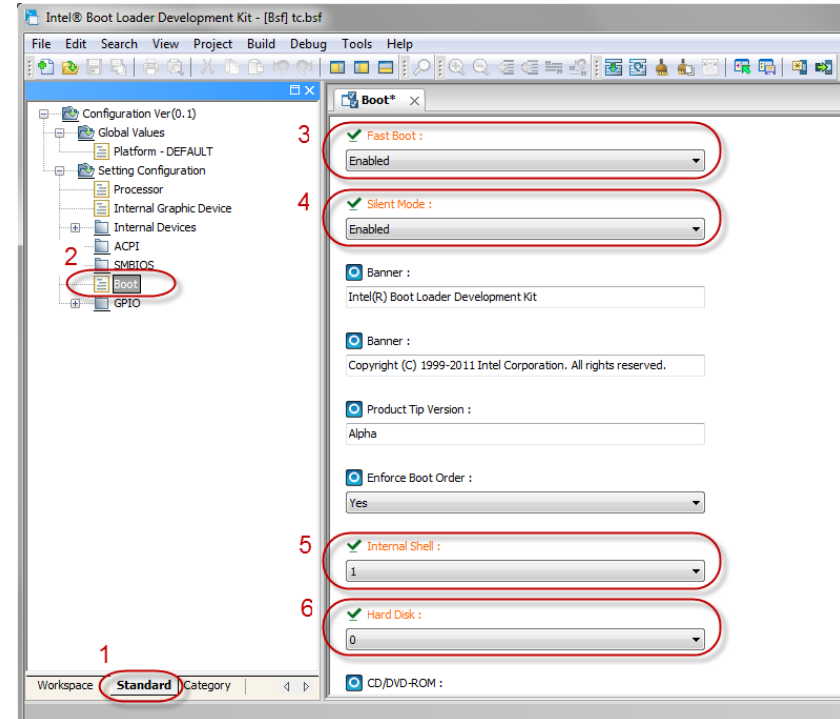 Intel® Boot Loader Development Kit - [Bsf] tc.bsf
File Edit Search View Project Build Debug Tools Help
Boot*
Configuration Ver(0.1)
Global Values
Platform - DEFAULT
Setting Configuration
Processor
Internal Graphic Device
Internal Devices
ACPI
SMBIOS
2
Boot
GPIO
1
Workspace Standard Category
3
Fast Boot :
Enabled
4
Silent Mode :
Enabled
Banner :
Intel(R) Boot Loader Development Kit
Banner :
Copyright (C) 1999-2011 Intel Corporation. All rights reserved.
Product Tip Version :
Alpha
Enforce Boot Order :
Yes
5
Internal Shell :
1
6
Hard Disk :
0
CD/DVD-ROM :